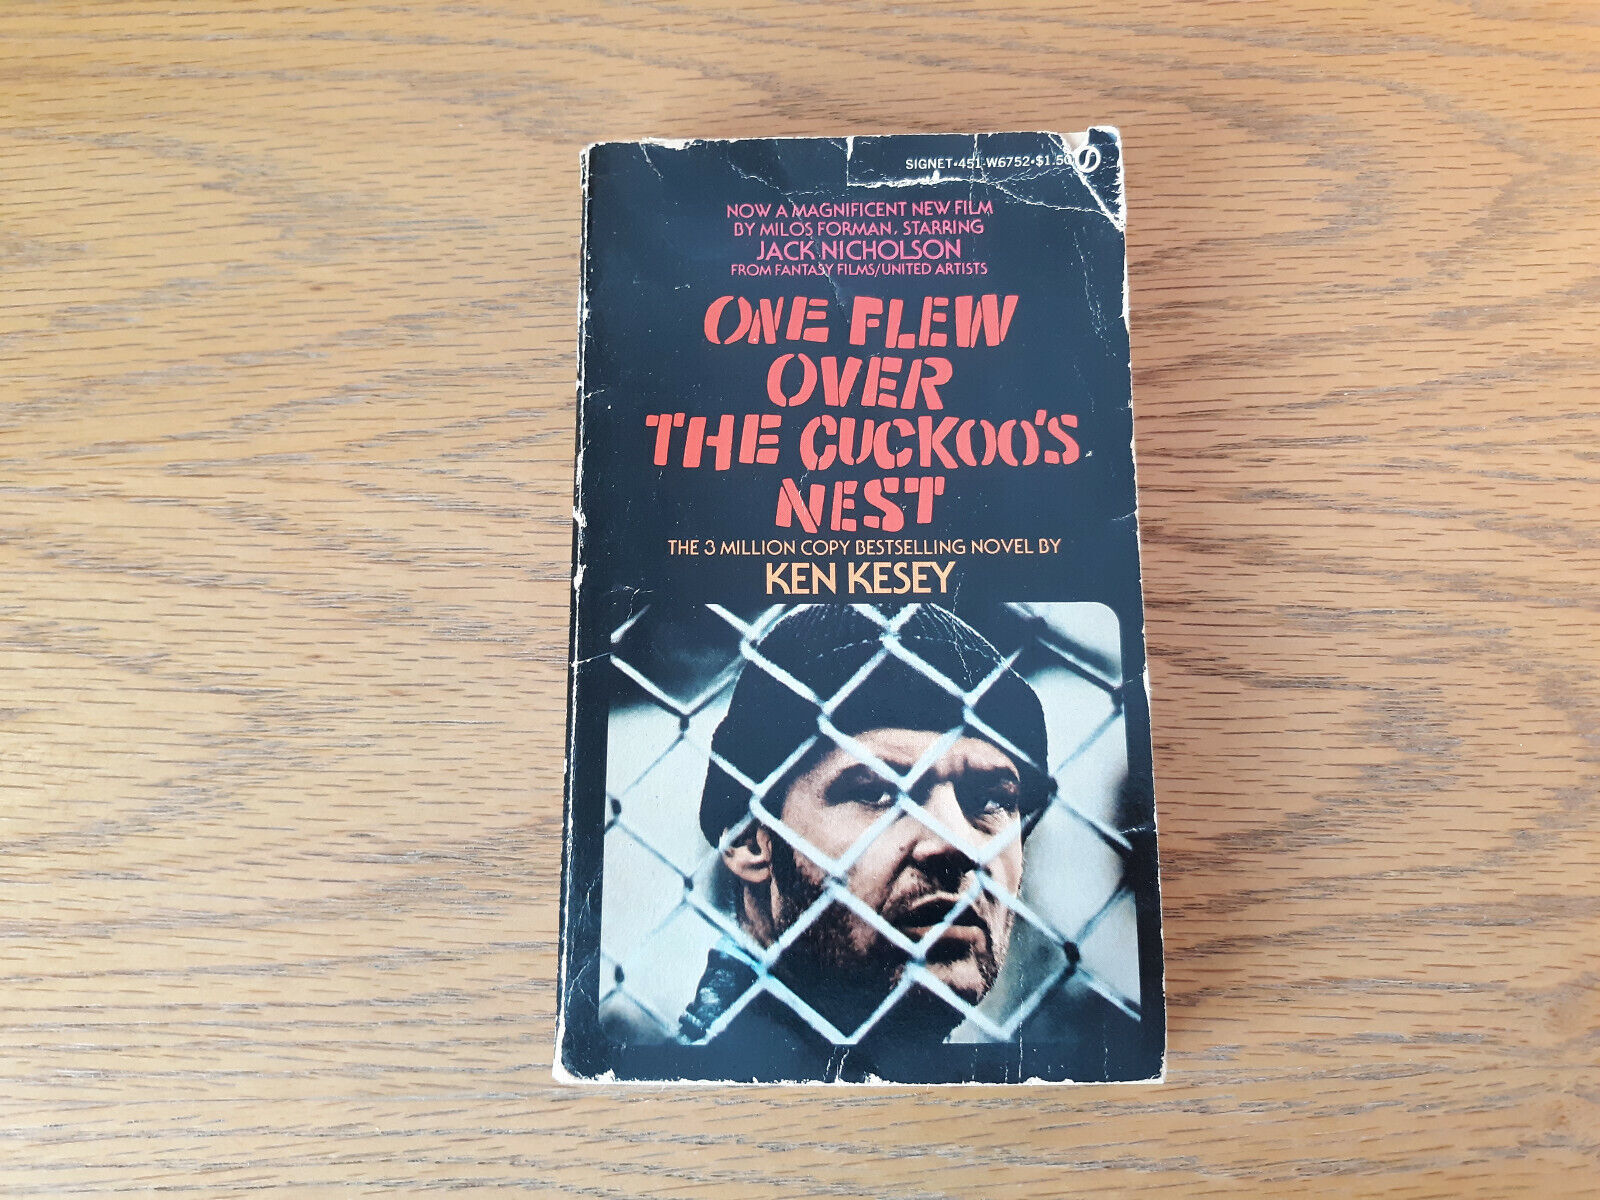 SIGNET•451-W6752•$1.50
NOW A MAGNIFICENT NEW FILM
BY MILOS FORMAN, STARRING
JACK NICHOLSON
FROM FANTASY FILMS/UNITED ARTISTS
ONE FLEW
OVER
THE CUCKOO'S
NEST
THE 3 MILLION COPY BESTSELLING NOVEL BY
KEN KESEY